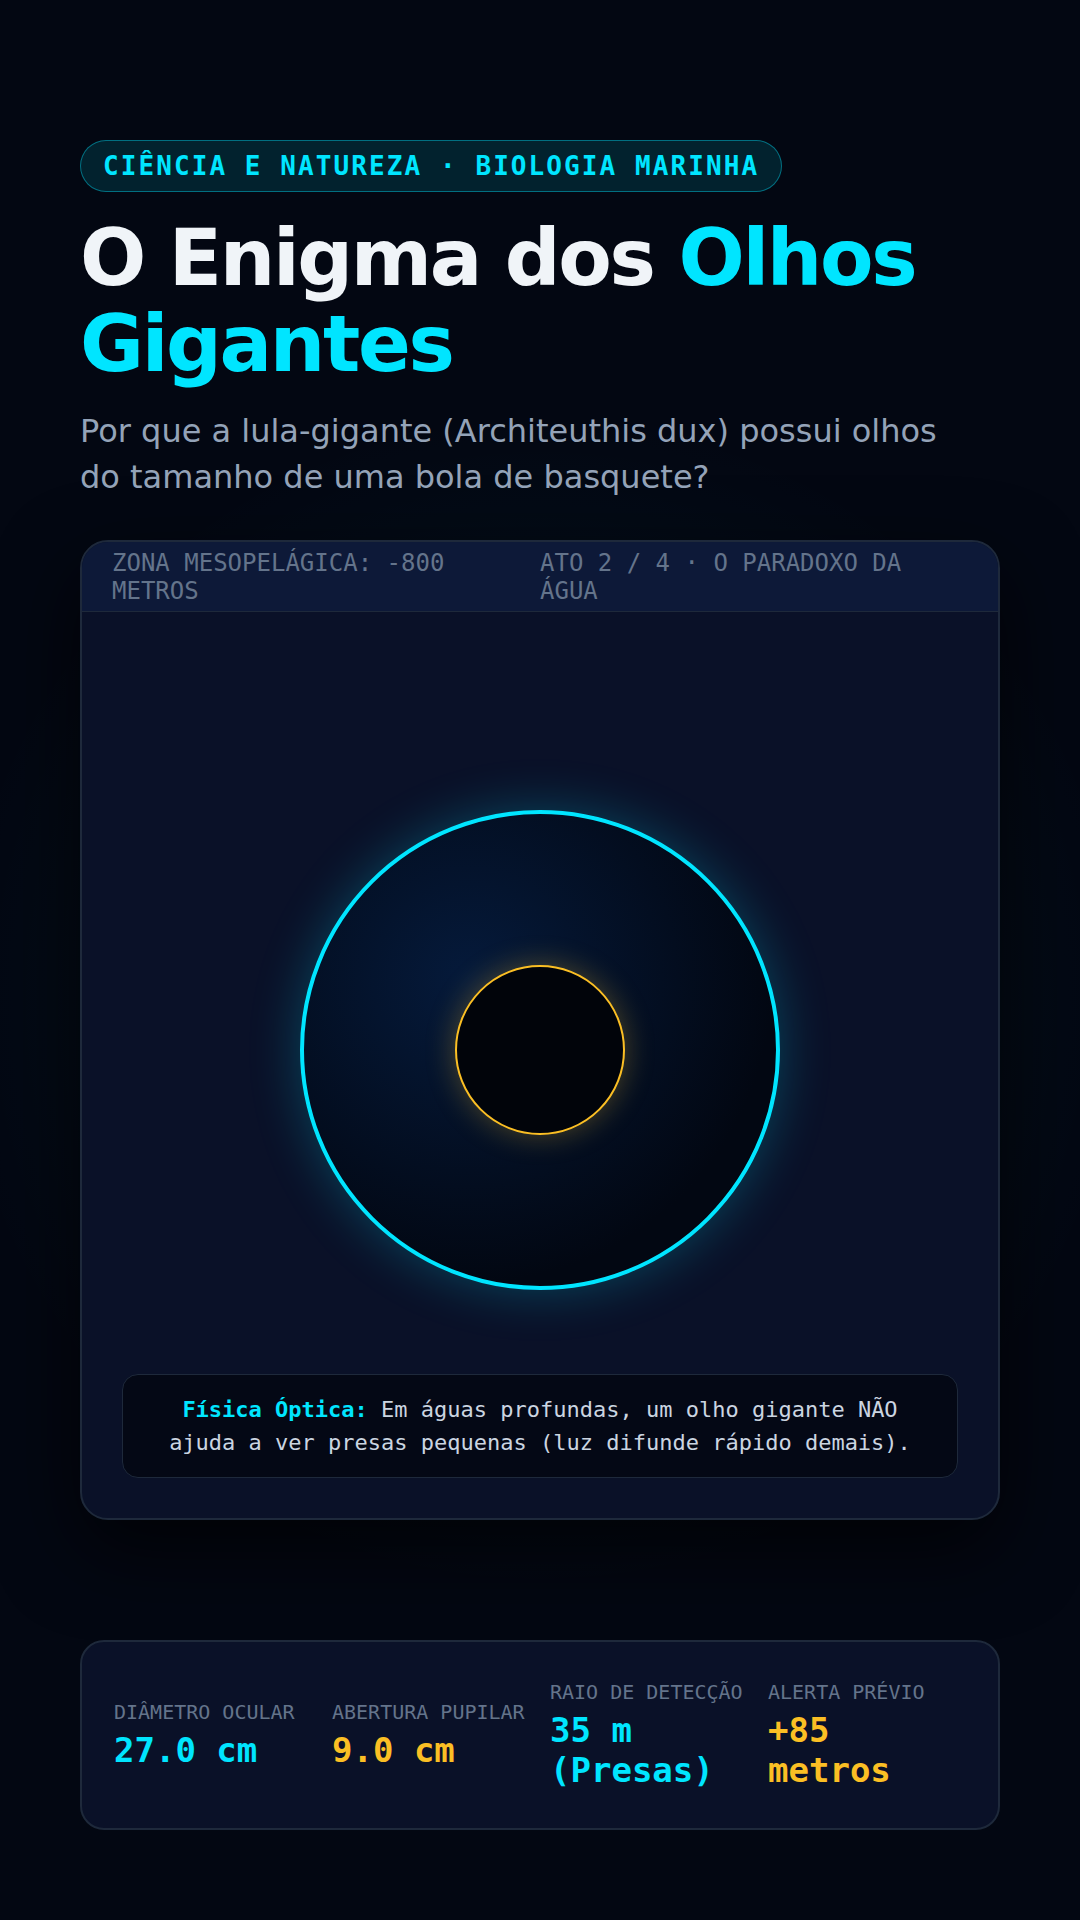 CIÊNCIA E NATUREZA · BIOLOGIA MARINHA
O Enigma dos Olhos
Gigantes
Por que a lula-gigante (Architeuthis dux) possui olhos
do tamanho de uma bola de basquete?
ZONA MESOPELÁGICA: -800
METROS
ATO 2 / 4 · O PARADOXO DA
ÁGUA
Física Óptica: Em águas profundas, um olho gigante NÃO
ajuda a ver presas pequenas (luz difunde rápido demais).
DIÂMETRO OCULAR
27.0 cm
ABERTURA PUPILAR
9.0 cm
RAIO DE DETECÇÃO
35 m
(Presas)
ALERTA PRÉVIO
+85
metros